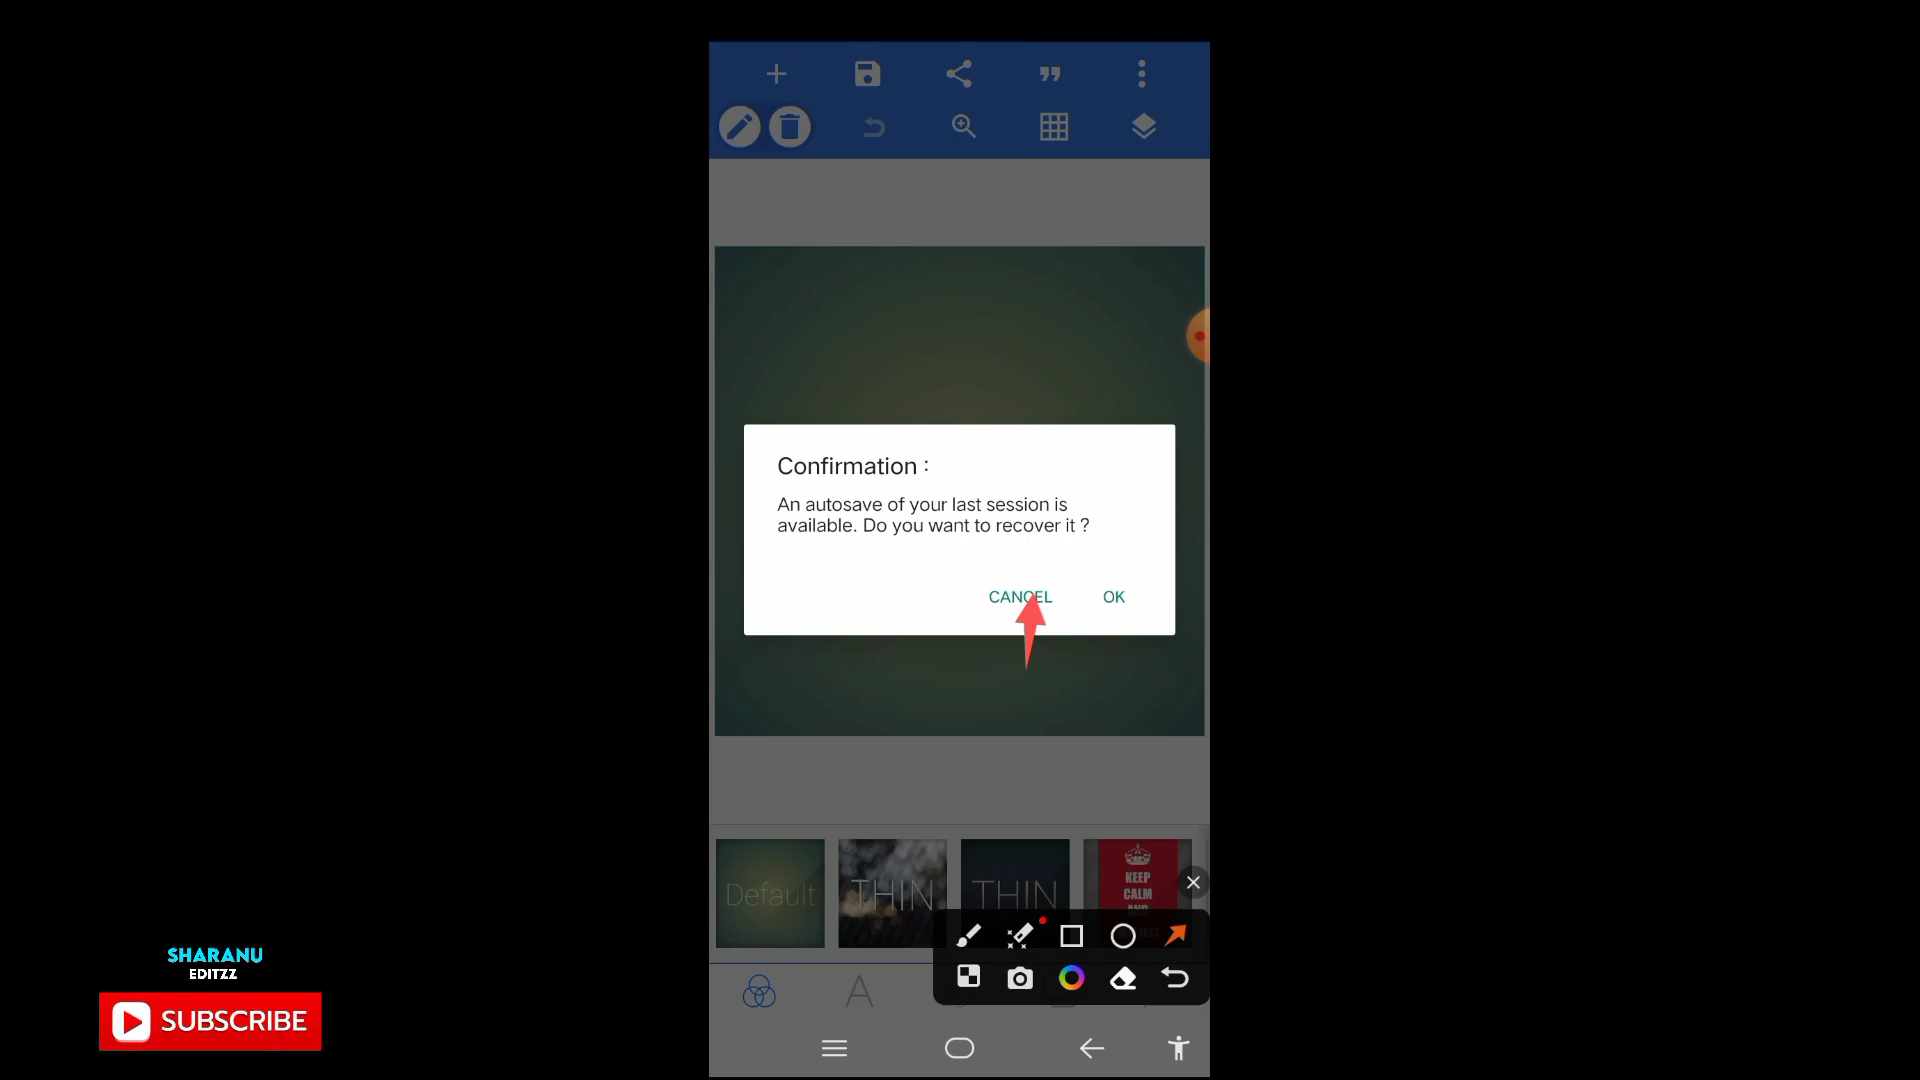 Confirmation :
An autosave of your last session is
available. Do you want to recover it ?
CANCEL OK
Default
THIN
THIN
KEEP
CALM
AND
SHARANU
EDITZZ
SUBSCRIBE